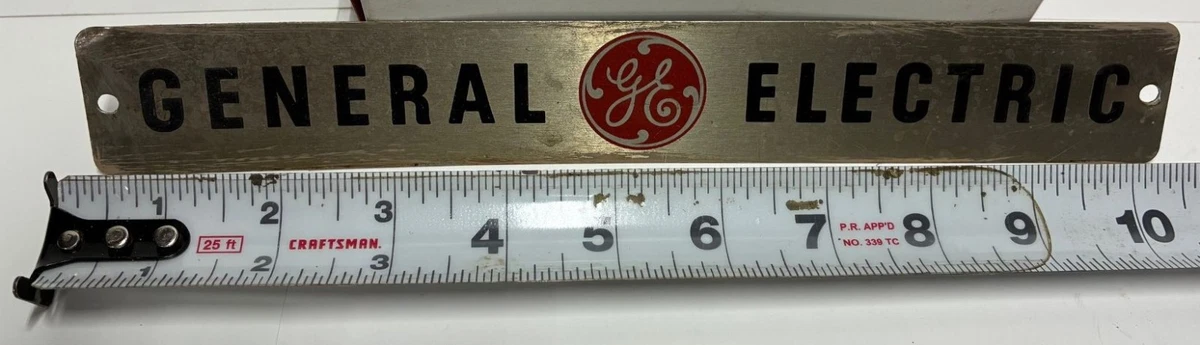 GENERAL GE ELECTRIC
1 2 3 4 5 6 7 8 9 10
25 ft CRAFTSMAN. P.R. APP'D
NO. 339 TC
1 2 3